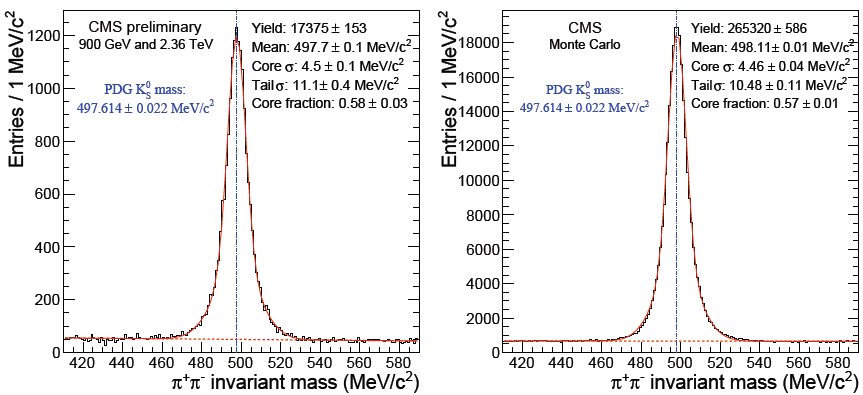 CMS preliminary
900 GeV and 2.36 TeV
PDG K⁰S mass:
497.614 ± 0.022 MeV/c²
Yield: 17375 ± 153
Mean: 497.7 ± 0.1 MeV/c²
Core σ: 4.5 ± 0.1 MeV/c²
Tail σ: 11.1 ± 0.4 MeV/c²
Core fraction: 0.58 ± 0.03
Entries / 1 MeV/c²
1200
1000
800
600
400
200
0
420 440 460 480 500 520 540 560 580
π⁺π⁻ invariant mass (MeV/c²)
CMS
Monte Carlo
PDG K⁰S mass:
497.614 ± 0.022 MeV/c²
Yield: 265320 ± 586
Mean: 498.11 ± 0.01 MeV/c²
Core σ: 4.46 ± 0.04 MeV/c²
Tail σ: 10.48 ± 0.11 MeV/c²
Core fraction: 0.57 ± 0.01
Entries / 1 MeV/c²
18000
16000
14000
12000
10000
8000
6000
4000
2000
0
420 440 460 480 500 520 540 560 580
π⁺π⁻ invariant mass (MeV/c²)